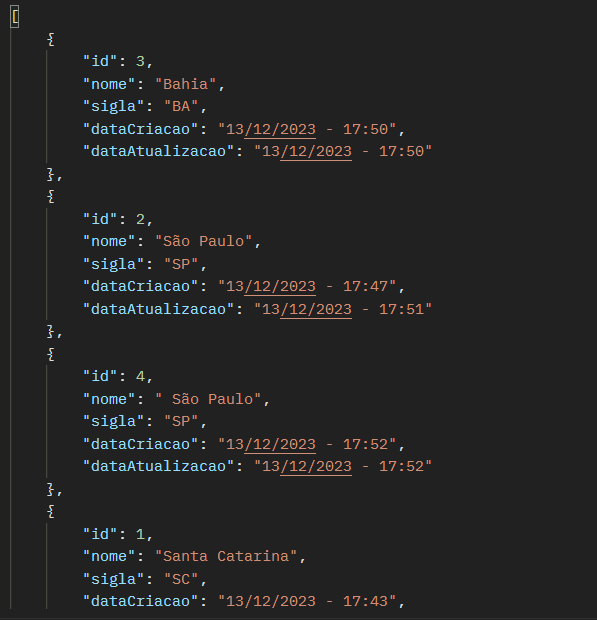 [
    {
        "id": 3,
        "nome": "Bahia",
        "sigla": "BA",
        "dataCriacao": "13/12/2023 - 17:50",
        "dataAtualizacao": "13/12/2023 - 17:50"
    },
    {
        "id": 2,
        "nome": "São Paulo",
        "sigla": "SP",
        "dataCriacao": "13/12/2023 - 17:47",
        "dataAtualizacao": "13/12/2023 - 17:51"
    },
    {
        "id": 4,
        "nome": " São Paulo",
        "sigla": "SP",
        "dataCriacao": "13/12/2023 - 17:52",
        "dataAtualizacao": "13/12/2023 - 17:52"
    },
    {
        "id": 1,
        "nome": "Santa Catarina",
        "sigla": "SC",
        "dataCriacao": "13/12/2023 - 17:43",